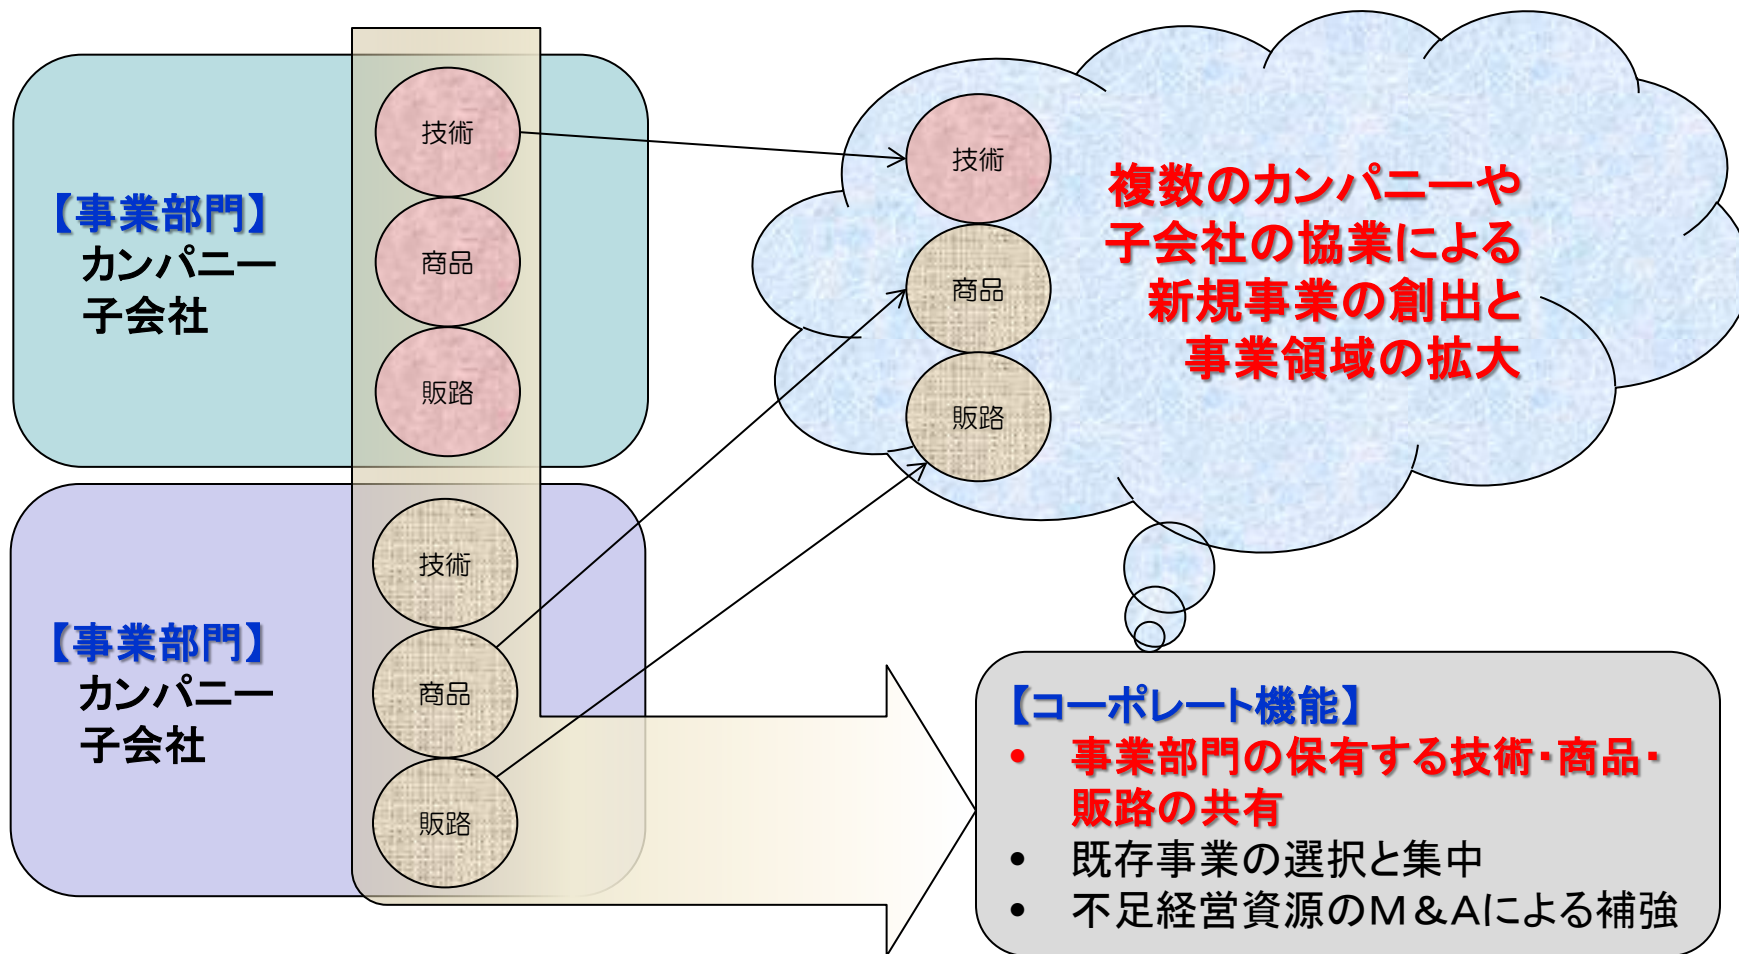 【事業部門】
カンパニー
子会社
技術
商品
販路
【事業部門】
カンパニー
子会社
技術
商品
販路
技術
商品
販路
複数のカンパニーや
子会社の協業による
新規事業の創出と
事業領域の拡大
【コーポレート機能】
• 事業部門の保有する技術・商品・
販路の共有
• 既存事業の選択と集中
• 不足経営資源のM&Aによる補強